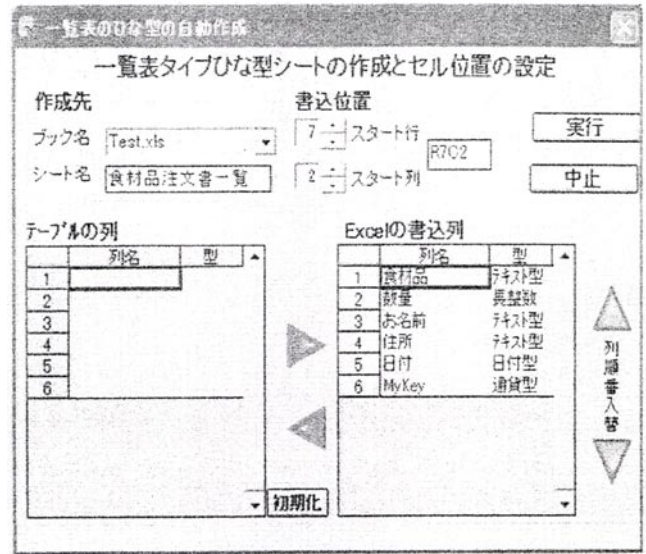 一覧表のひな型の自動作成
一覧表タイプひな型シートの作成とセル位置の設定
作成先
書込位置
ブック名 Test.xls
7 スタート行
R7C2
実行
シート名 食材品注文書一覧
2 スタート列
中止
テーブルの列
Excelの書込列
列名 型
列名 型
1
2
3
4
5
6
1 食材品 テキスト型
2 数量 長整数
3 お名前 テキスト型
4 住所 テキスト型
5 日付 日付型
6 MyKey 通貨型
列順番入替
初期化